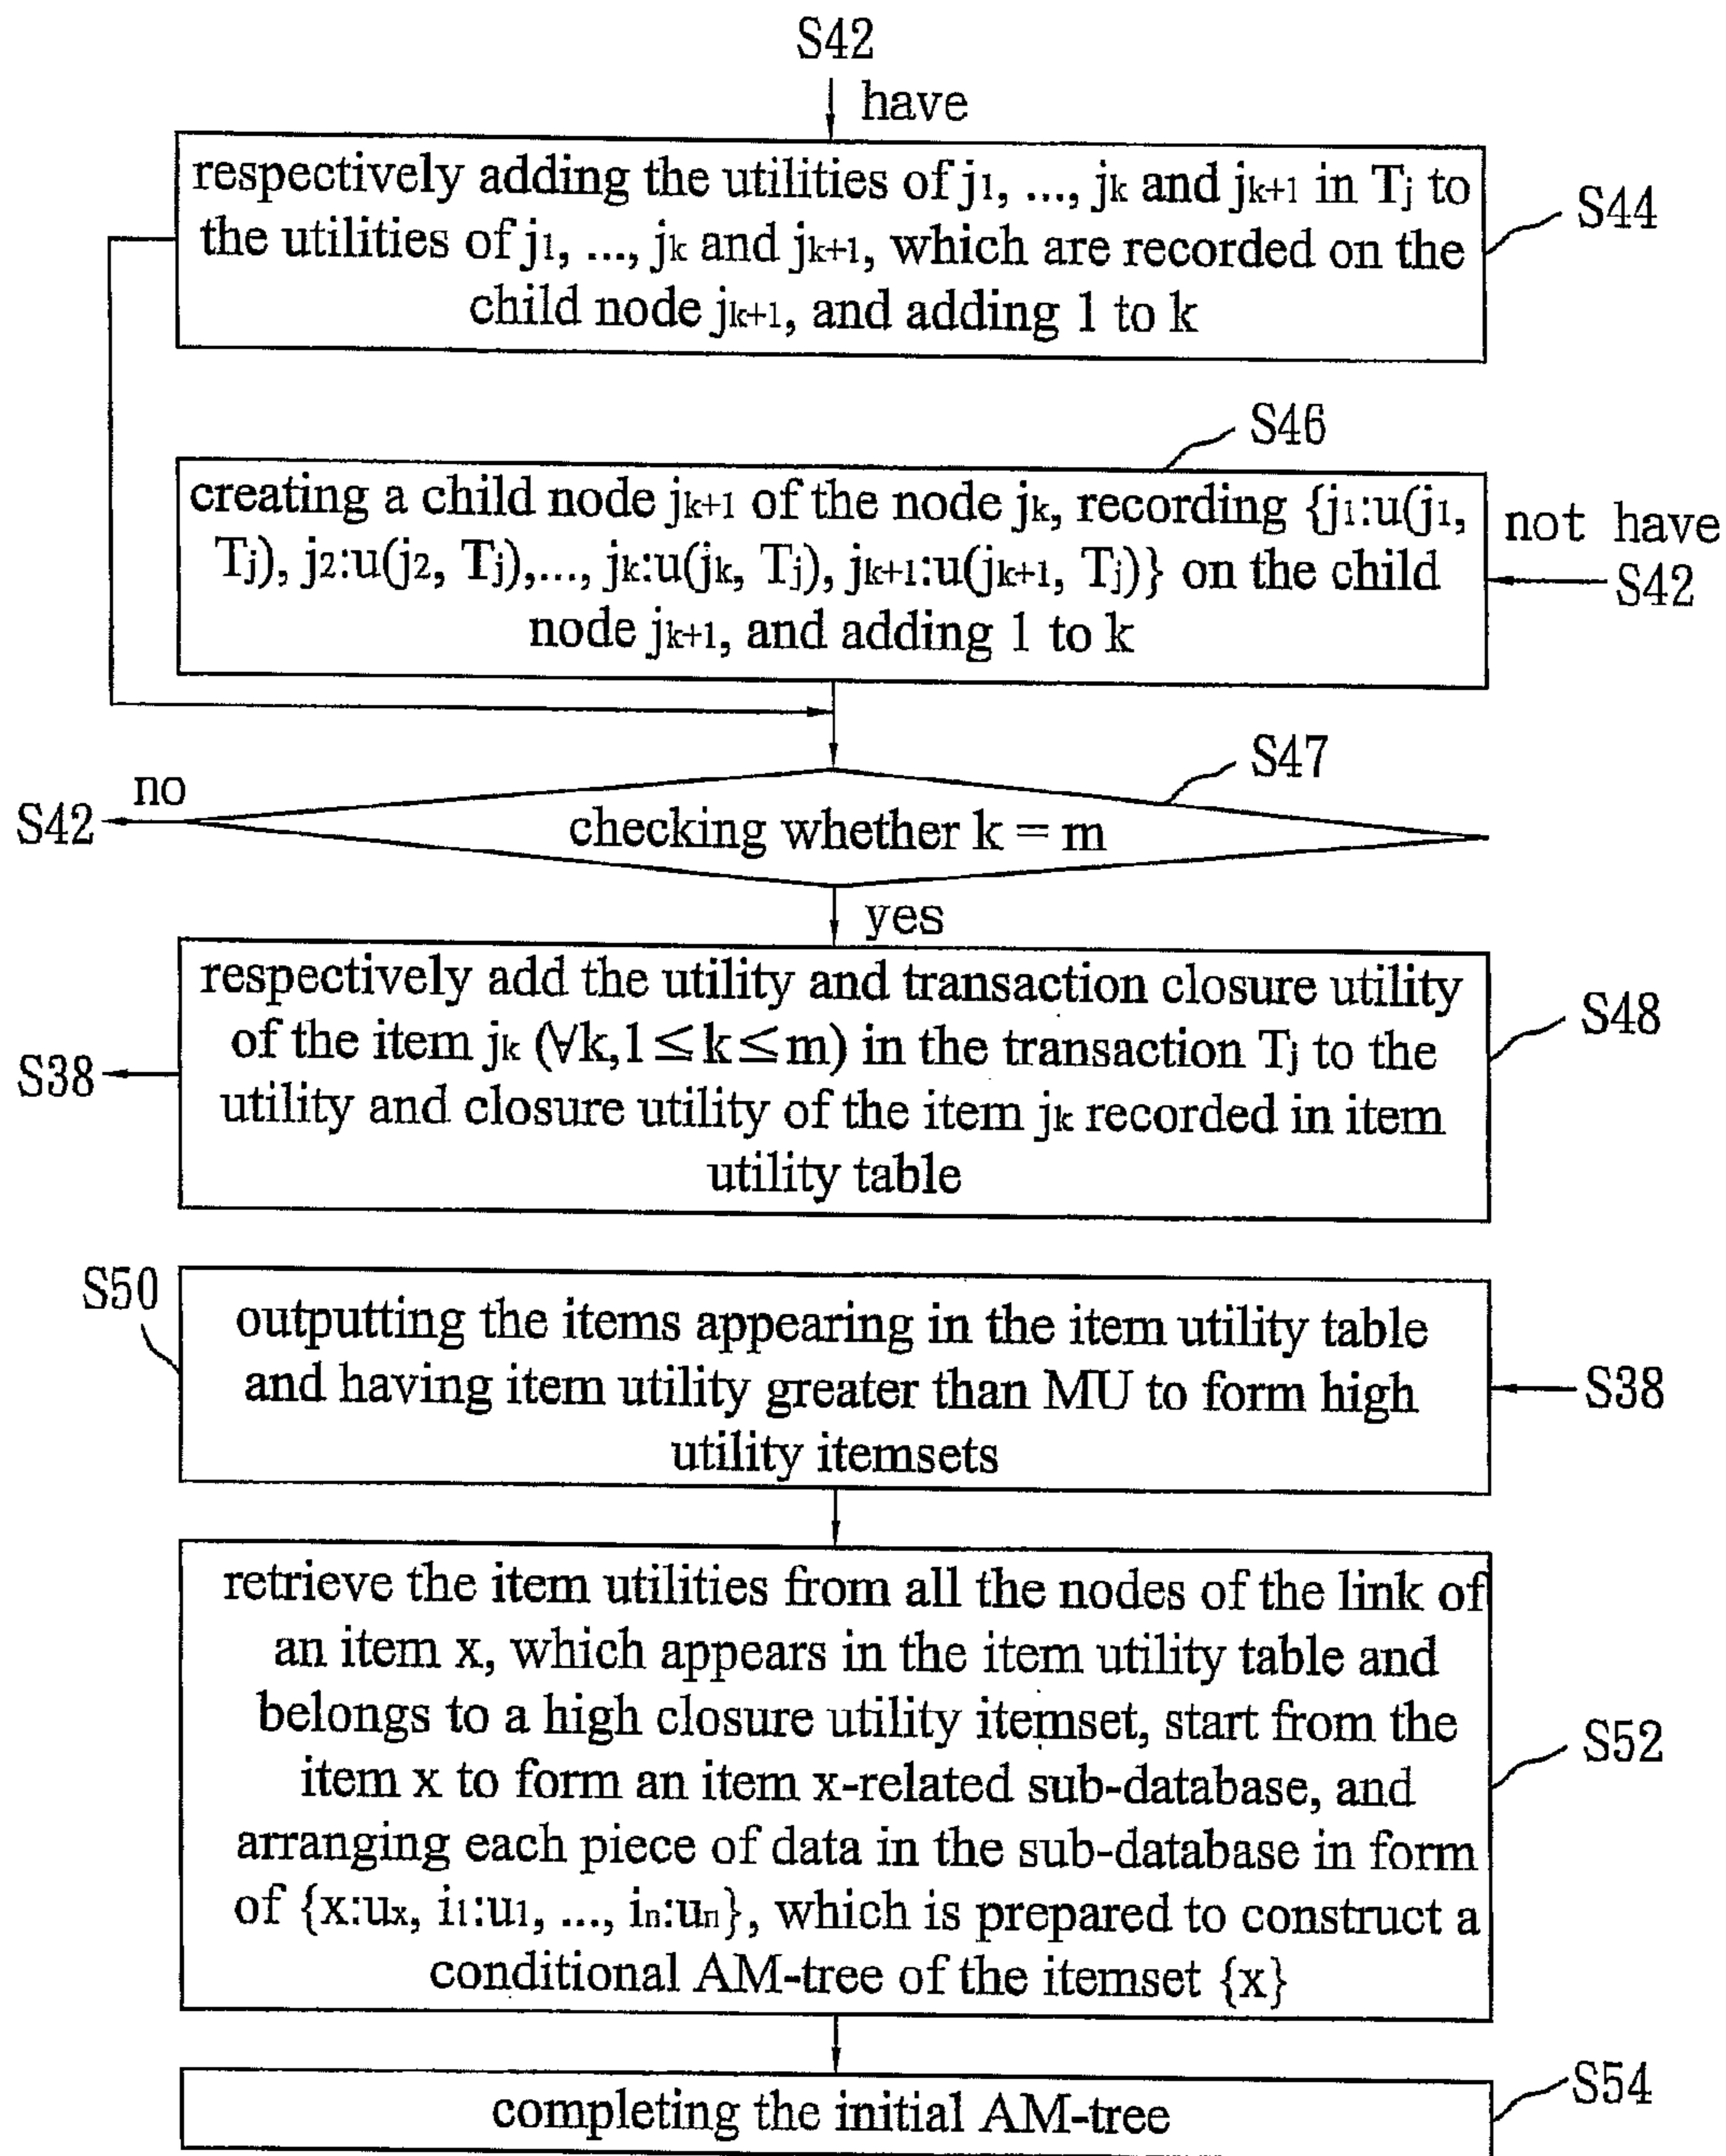 S42
have
respectively adding the utilities of j1, ..., jk and jk+1 in Tj to
the utilities of j1, ..., jk and jk+1, which are recorded on the
child node jk+1, and adding 1 to k
S44
S46
creating a child node jk+1 of the node jk, recording {j1:u(j1,
Tj), j2:u(j2, Tj),..., jk:u(jk, Tj), jk+1:u(jk+1, Tj)} on the child
node jk+1, and adding 1 to k
not have
S42
S47
no
S42
checking whether k = m
yes
respectively add the utility and transaction closure utility
of the item jk (∀k,1≤k≤m) in the transaction Tj to the
utility and closure utility of the item jk recorded in item
utility table
S48
S38
S50
outputting the items appearing in the item utility table
and having item utility greater than MU to form high
utility itemsets
S38
retrieve the item utilities from all the nodes of the link of
an item x, which appears in the item utility table and
belongs to a high closure utility itemset, start from the
item x to form an item x-related sub-database, and
arranging each piece of data in the sub-database in form
of {x:ux, i1:u1, ..., in:un}, which is prepared to construct a
conditional AM-tree of the itemset {x}
S52
completing the initial AM-tree
S54